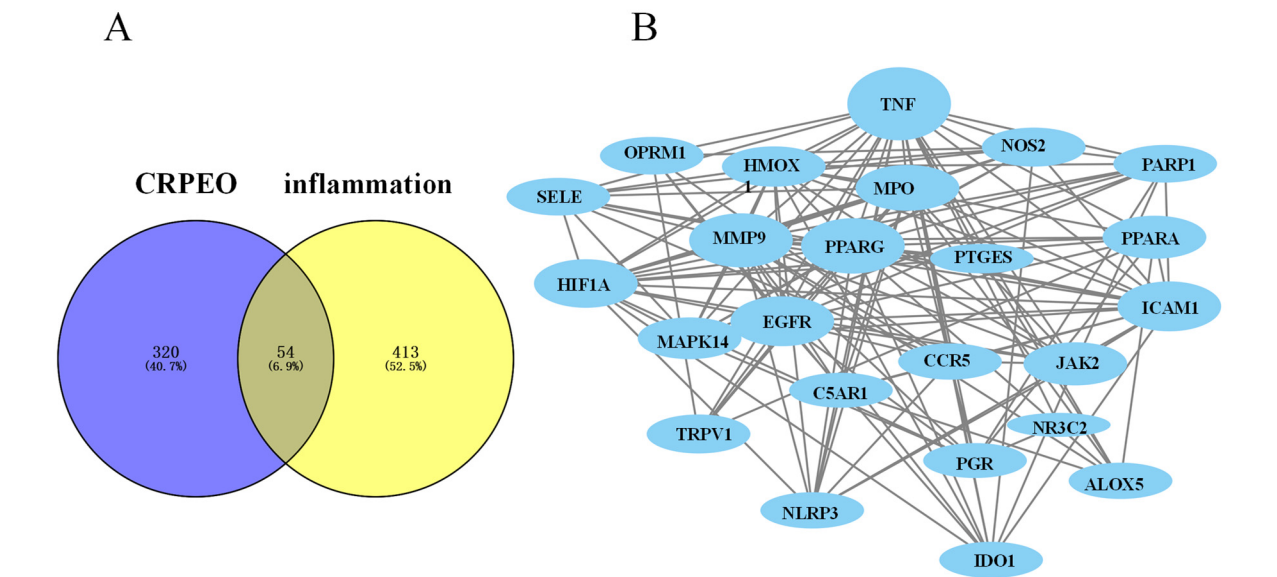 A
B
CRPEO
inflammation
320
(40.7%)
54
(6.9%)
413
(52.5%)
TNF
OPRM1
HMOX
1
NOS2
PARP1
SELE
MPO
MMP9
PPARG
PTGES
PPARA
HIF1A
ICAM1
EGFR
MAPK14
CCR5
JAK2
C5AR1
TRPV1
NR3C2
PGR
ALOX5
NLRP3
IDO1